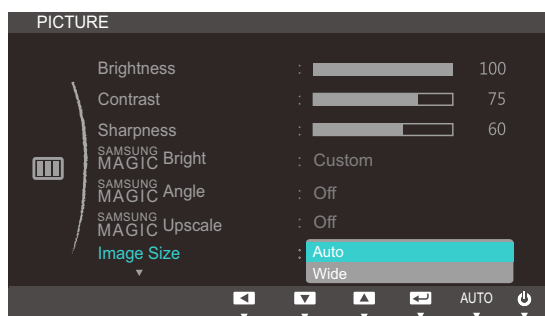 PICTURE
Brightness : 100
Contrast : 75
Sharpness : 60
SAMSUNG MAGIC Bright : Custom
SAMSUNG MAGIC Angle : Off
SAMSUNG MAGIC Upscale : Off
Image Size : Auto
Wide
AUTO